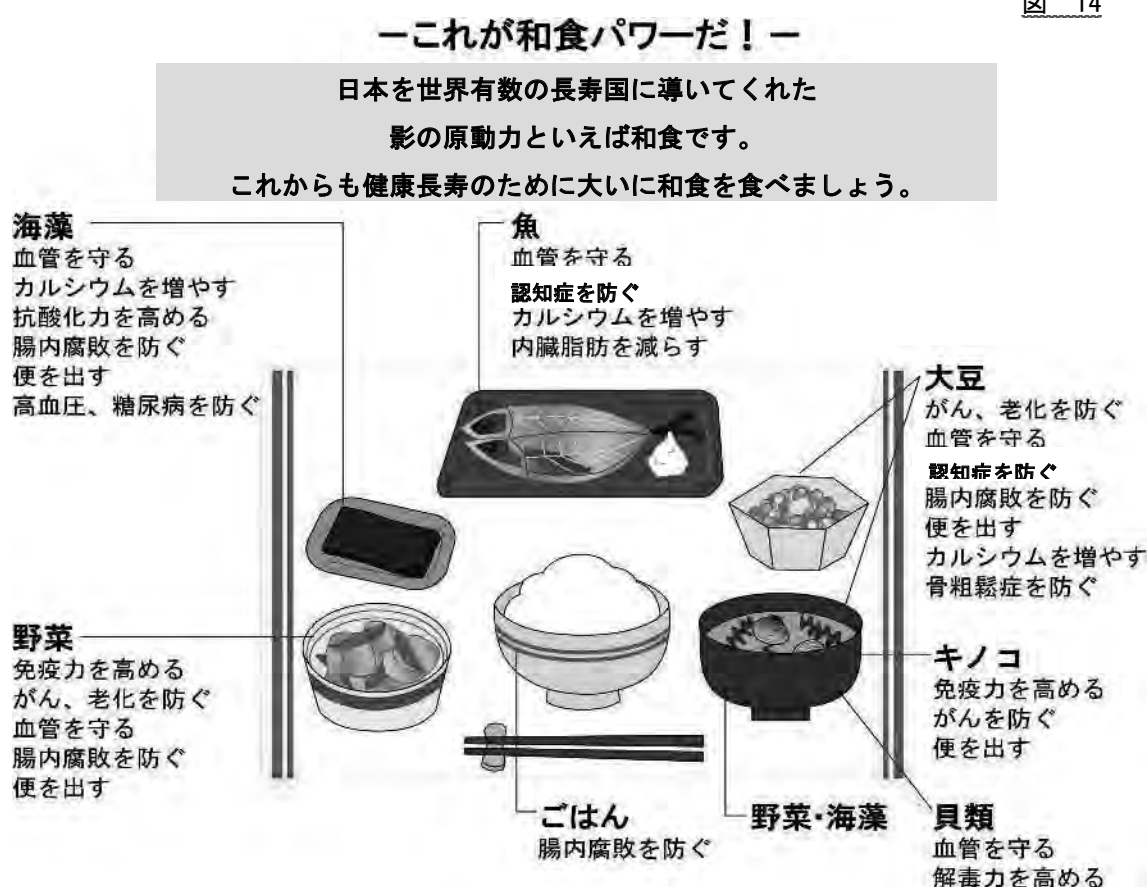 図 14
ーこれが和食パワーだ！ー
日本を世界有数の長寿国に導いてくれた
影の原動力といえば和食です。
これからも健康長寿のために大いに和食を食べましょう。
海藻
血管を守る
カルシウムを増やす
抗酸化力を高める
腸内腐敗を防ぐ
便を出す
高血圧、糖尿病を防ぐ
魚
血管を守る
認知症を防ぐ
カルシウムを増やす
内臓脂肪を減らす
大豆
がん、老化を防ぐ
血管を守る
認知症を防ぐ
腸内腐敗を防ぐ
便を出す
カルシウムを増やす
骨粗鬆症を防ぐ
野菜
免疫力を高める
がん、老化を防ぐ
血管を守る
腸内腐敗を防ぐ
便を出す
キノコ
免疫力を高める
がんを防ぐ
便を出す
ごはん
腸内腐敗を防ぐ
野菜・海藻
貝類
血管を守る
解毒力を高める